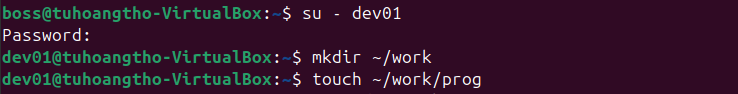 boss@tuhoangtho-VirtualBox:~$ su - dev01
Password:
dev01@tuhoangtho-VirtualBox:~$ mkdir ~/work
dev01@tuhoangtho-VirtualBox:~$ touch ~/work/prog